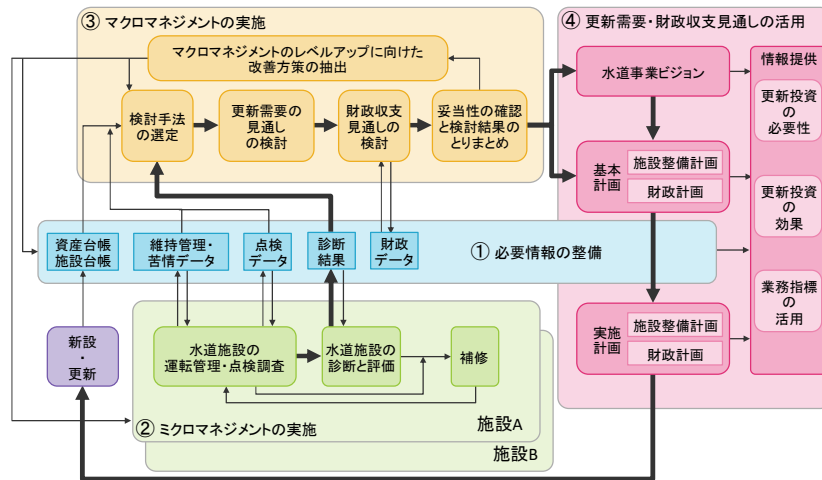 ③ マクロマネジメントの実施
マクロマネジメントのレベルアップに向けた
改善方策の抽出
検討手法
の選定
更新需要の
見通し
の検討
財政収支
見通しの
検討
妥当性の確認
と検討結果の
とりまとめ
④ 更新需要・財政収支見通しの活用
水道事業ビジョン
基本
計画
施設整備計画
財政計画
実施
計画
施設整備計画
財政計画
情報提供
更新投資
の
必要性
更新投資
の
効果
業務指標
の
活用
資産台帳
施設台帳
維持管理・
苦情データ
点検
データ
診断
結果
財政
データ
① 必要情報の整備
新設
・
更新
水道施設の
運転管理・点検調査
水道施設の
診断と評価
補修
② ミクロマネジメントの実施
施設A
施設B